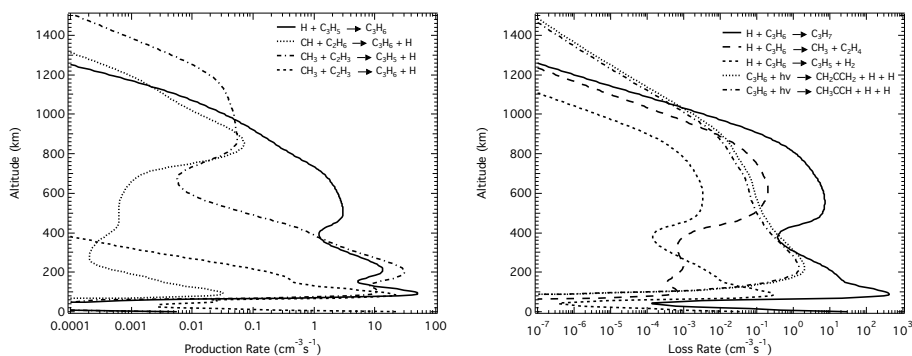 1400
1200
1000
800
600
400
200
0
Altitude (km)
0.0001
0.001
0.01
0.1
1
10
100
Production Rate (cm⁻³s⁻¹)
H + C₃H₅ → C₃H₆
CH + C₂H₆ → C₃H₆ + H
CH₃ + C₂H₃ → C₃H₅ + H
CH₃ + C₂H₃ → C₃H₆ + H
1400
1200
1000
800
600
400
200
0
Altitude (km)
10⁻⁷
10⁻⁶
10⁻⁵
10⁻⁴
10⁻³
10⁻²
10⁻¹
10⁰
10¹
10²
10³
Loss Rate (cm⁻³s⁻¹)
H + C₃H₆ → C₃H₇
H + C₃H₆ → CH₃ + C₂H₄
H + C₃H₆ → C₃H₅ + H₂
C₃H₆ + hv → CH₂CCH₂ + H + H
C₃H₆ + hv → CH₃CCH + H + H